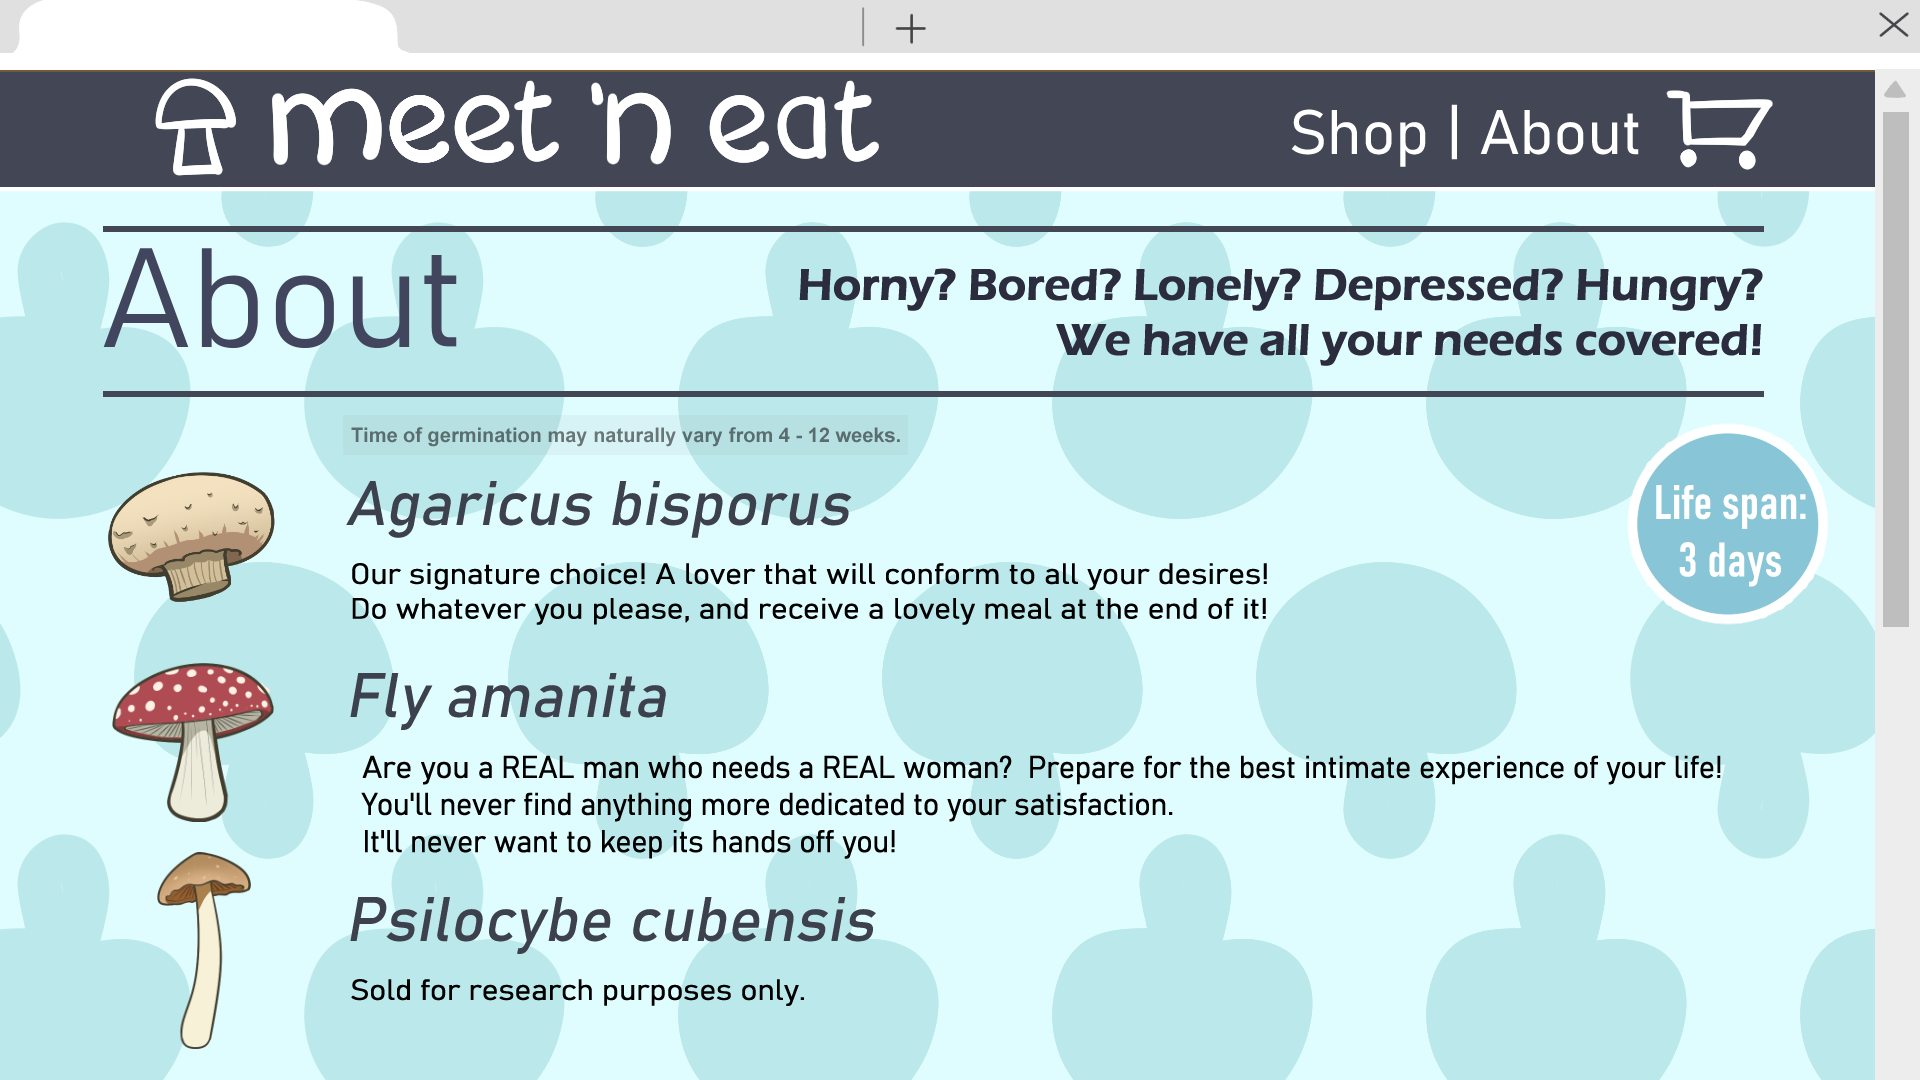 meet 'n eat
Shop | About
About
Horny? Bored? Lonely? Depressed? Hungry?
We have all your needs covered!
Time of germination may naturally vary from 4 - 12 weeks.
Life span:
3 days
Agaricus bisporus
Our signature choice! A lover that will conform to all your desires!
Do whatever you please, and receive a lovely meal at the end of it!
Fly amanita
Are you a REAL man who needs a REAL woman?  Prepare for the best intimate experience of your life!
You'll never find anything more dedicated to your satisfaction.
It'll never want to keep its hands off you!
Psilocybe cubensis
Sold for research purposes only.